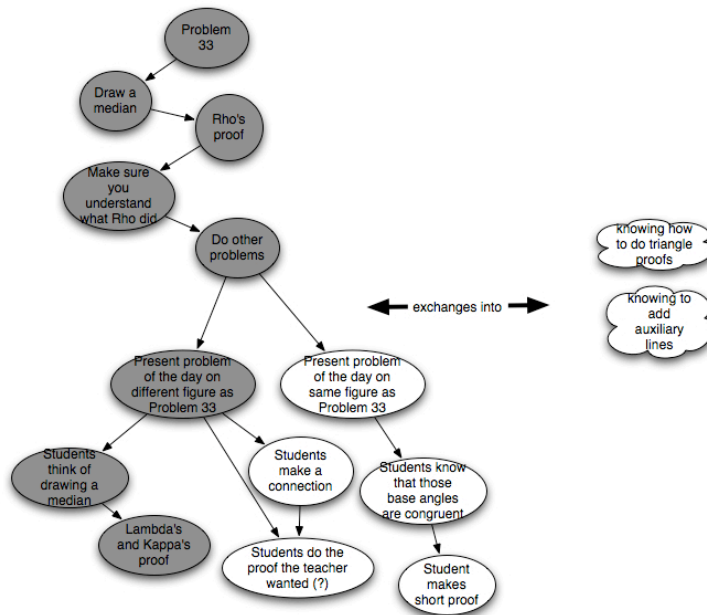 Problem
33
Draw a
median
Rho's
proof
Make sure
you
understand
what Rho did
Do other
problems
knowing how
to do triangle
proofs
exchanges into
knowing to
add
auxiliary
lines
Present problem
of the day on
different figure as
Problem 33
Present problem
of the day on
same figure as
Problem 33
Students
think of
drawing a
median
Students
make a
connection
Students know
that those
base angles
are congruent
Lambda's
and Kappa's
proof
Students do the
proof the teacher
wanted (?)
Student
makes
short proof